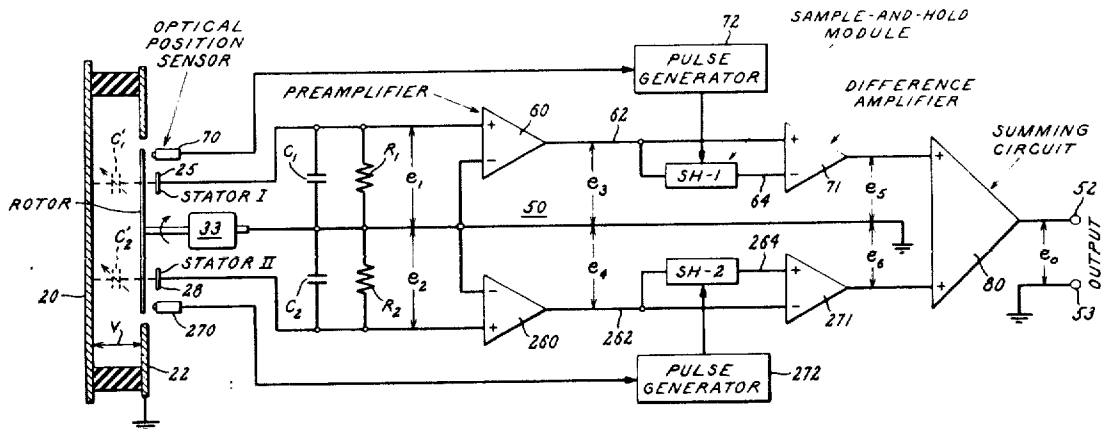 OPTICAL
POSITION
SENSOR
SAMPLE-AND-HOLD
MODULE
72
PULSE
GENERATOR
PREAMPLIFIER
DIFFERENCE
AMPLIFIER
SUMMING
CIRCUIT
70
60
62
C₁'
25
STATOR I
C₁
R₁
e₁
e₃
SH-1
64
71
e₅
ROTOR
33
50
52
C₂'
STATOR II
28
C₂
R₂
e₂
e₄
SH-2
264
e₆
80
e₀
OUTPUT
53
20
270
260
262
271
V
22
PULSE
GENERATOR
272